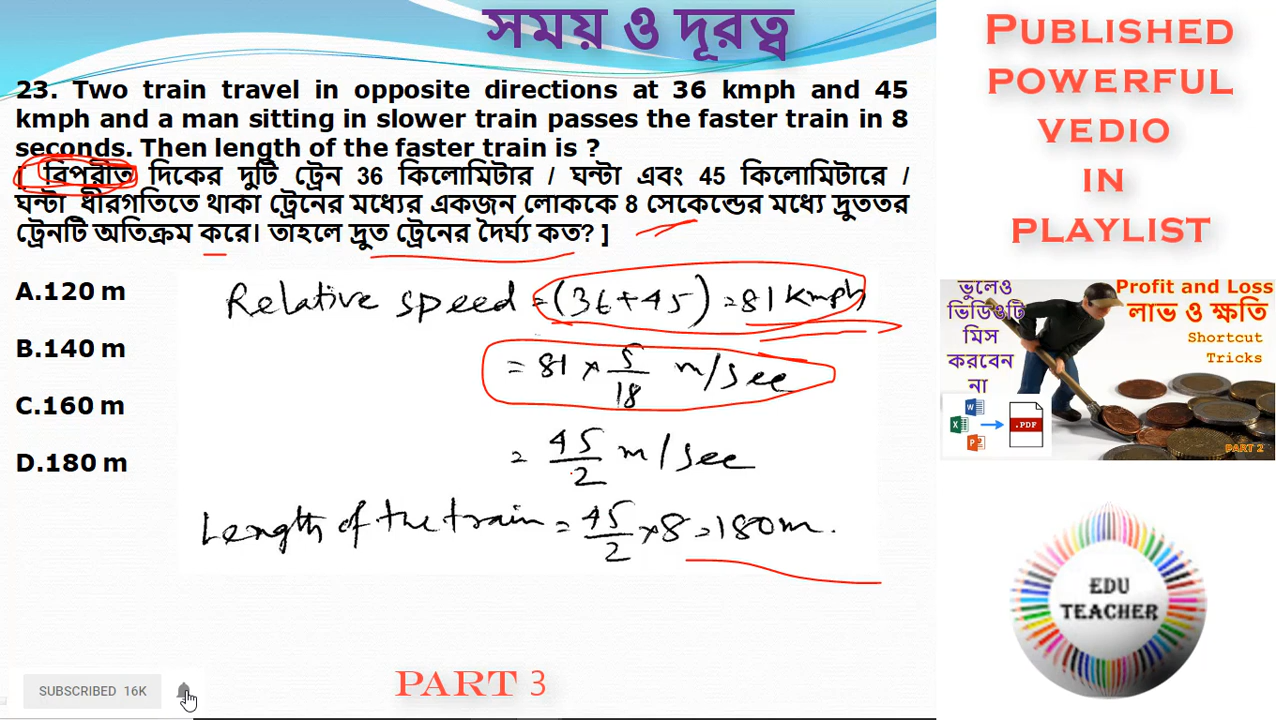 সময় ও দূরত্ব
23. Two train travel in opposite directions at 36 kmph and 45
kmph and a man sitting in slower train passes the faster train in 8
seconds. Then length of the faster train is ?
[ বিপরীত দিকের দুটি ট্রেন 36 কিলোমিটার / ঘন্টা এবং 45 কিলোমিটারে /
ঘন্টা ধীরগতিতে থাকা ট্রেনের মধ্যের একজন লোককে 8 সেকেন্ডের মধ্যে দ্রুততর
ট্রেনটি অতিক্রম করে। তাহলে দ্রুত ট্রেনের দৈর্ঘ্য কত? ]
A.120 m
B.140 m
C.160 m
D.180 m
Relative speed = (36+45) = 81 kmph
= 81 × 5/18 m/sec
= 45/2 m/sec
Length of the train = 45/2 × 8 = 180m.
SUBSCRIBED 16K
PART 3
PUBLISHED
POWERFUL
VEDIO
IN
PLAYLIST
ভুলেও
ভিডিওটি
মিস
করবেন
না
Profit and Loss
লাভ ও ক্ষতি
Shortcut
Tricks
W
X
P
.PDF
PART 2
EDU
TEACHER